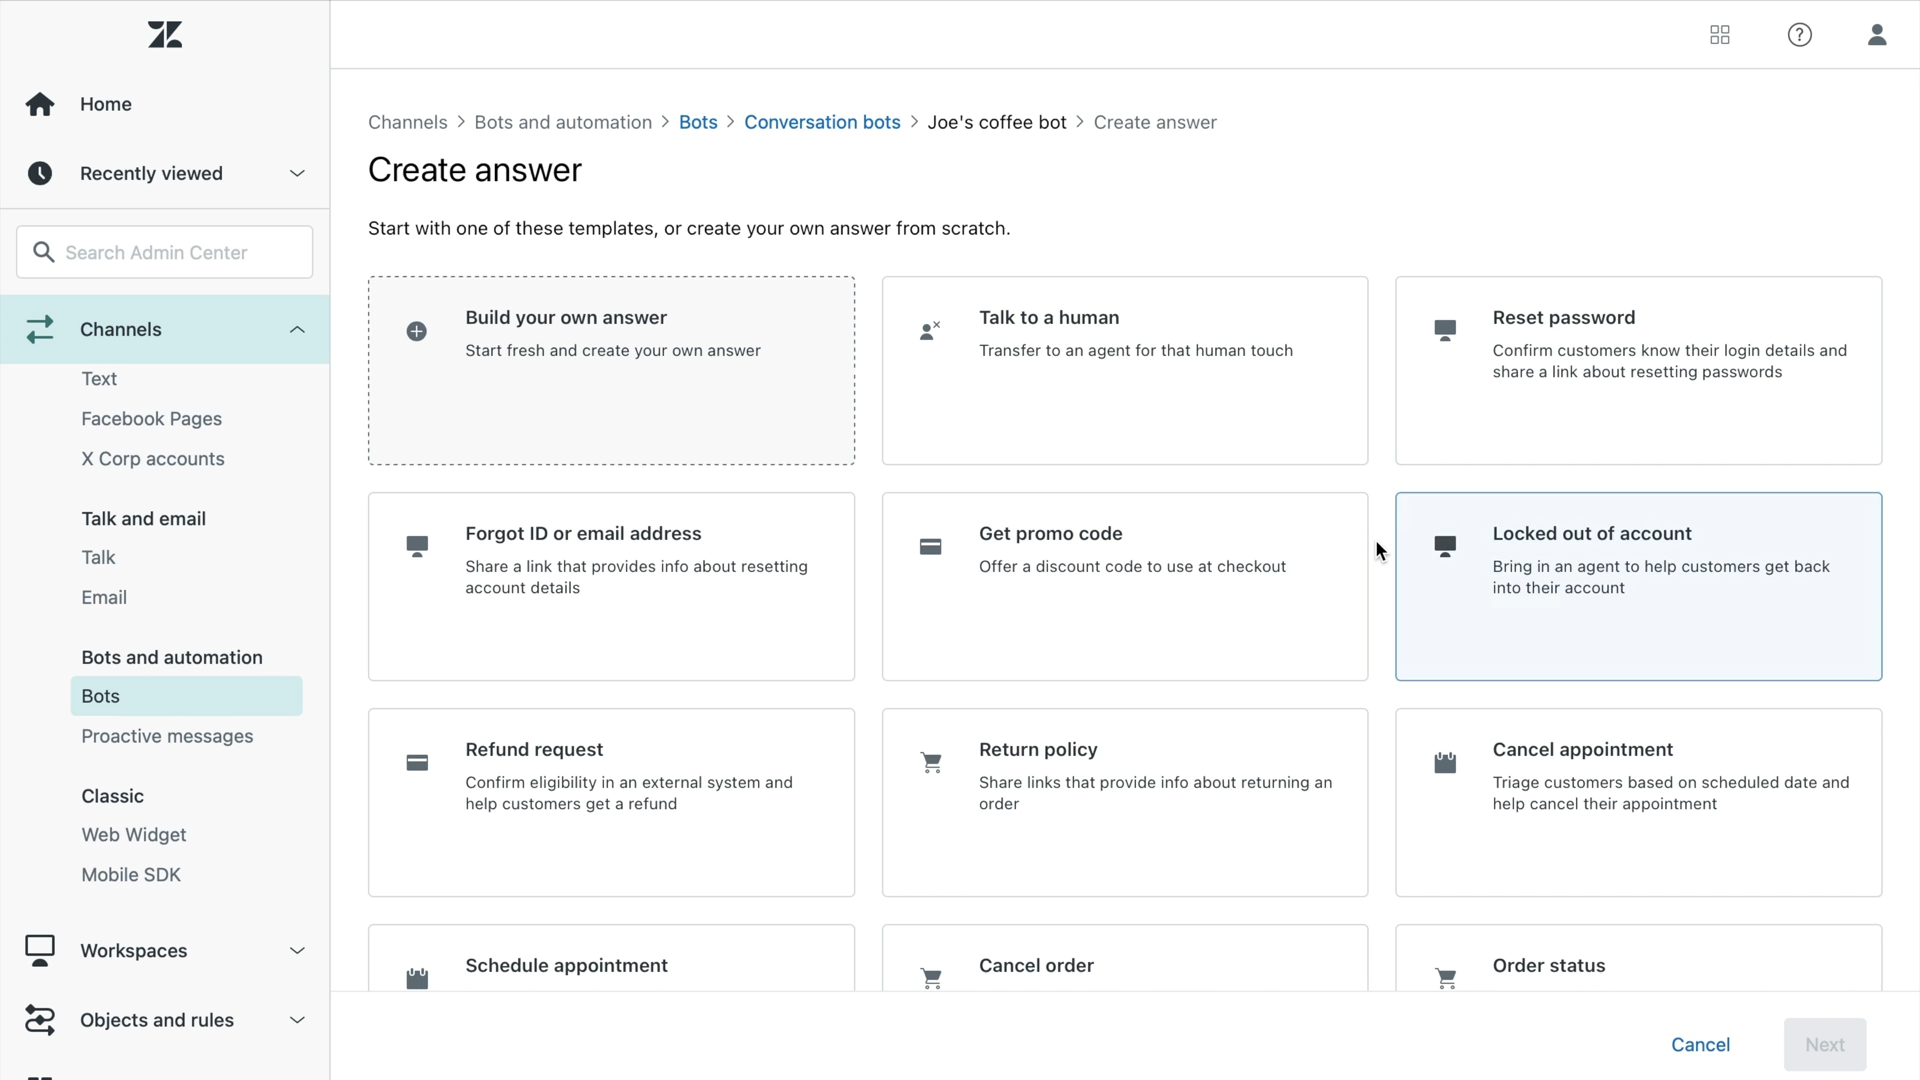 Home
Recently viewed
Search Admin Center
Channels
Text
Facebook Pages
X Corp accounts
Talk and email
Talk
Email
Bots and automation
Bots
Proactive messages
Classic
Web Widget
Mobile SDK
Workspaces
Objects and rules
Channels > Bots and automation > Bots > Conversation bots > Joe's coffee bot > Create answer
Create answer
Start with one of these templates, or create your own answer from scratch.
Build your own answer
Start fresh and create your own answer
Talk to a human
Transfer to an agent for that human touch
Reset password
Confirm customers know their login details and
share a link about resetting passwords
Forgot ID or email address
Share a link that provides info about resetting
account details
Get promo code
Offer a discount code to use at checkout
Locked out of account
Bring in an agent to help customers get back
into their account
Refund request
Confirm eligibility in an external system and
help customers get a refund
Return policy
Share links that provide info about returning an
order
Cancel appointment
Triage customers based on scheduled date and
help cancel their appointment
Schedule appointment
Cancel order
Order status
Cancel
Next